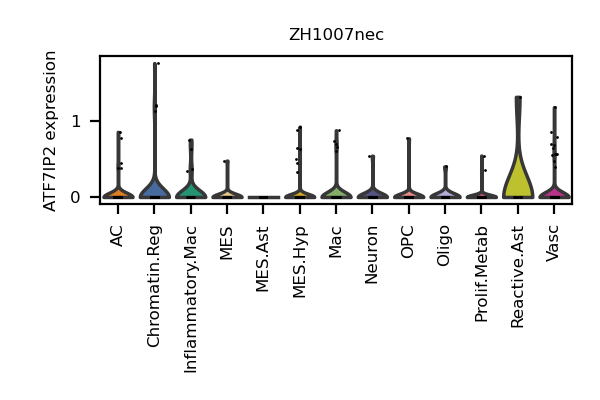 ZH1007nec
ATF7IP2 expression
1
0
AC
Chromatin.Reg
Inflammatory.Mac
MES
MES.Ast
MES.Hyp
Mac
Neuron
OPC
Oligo
Prolif.Metab
Reactive.Ast
Vasc